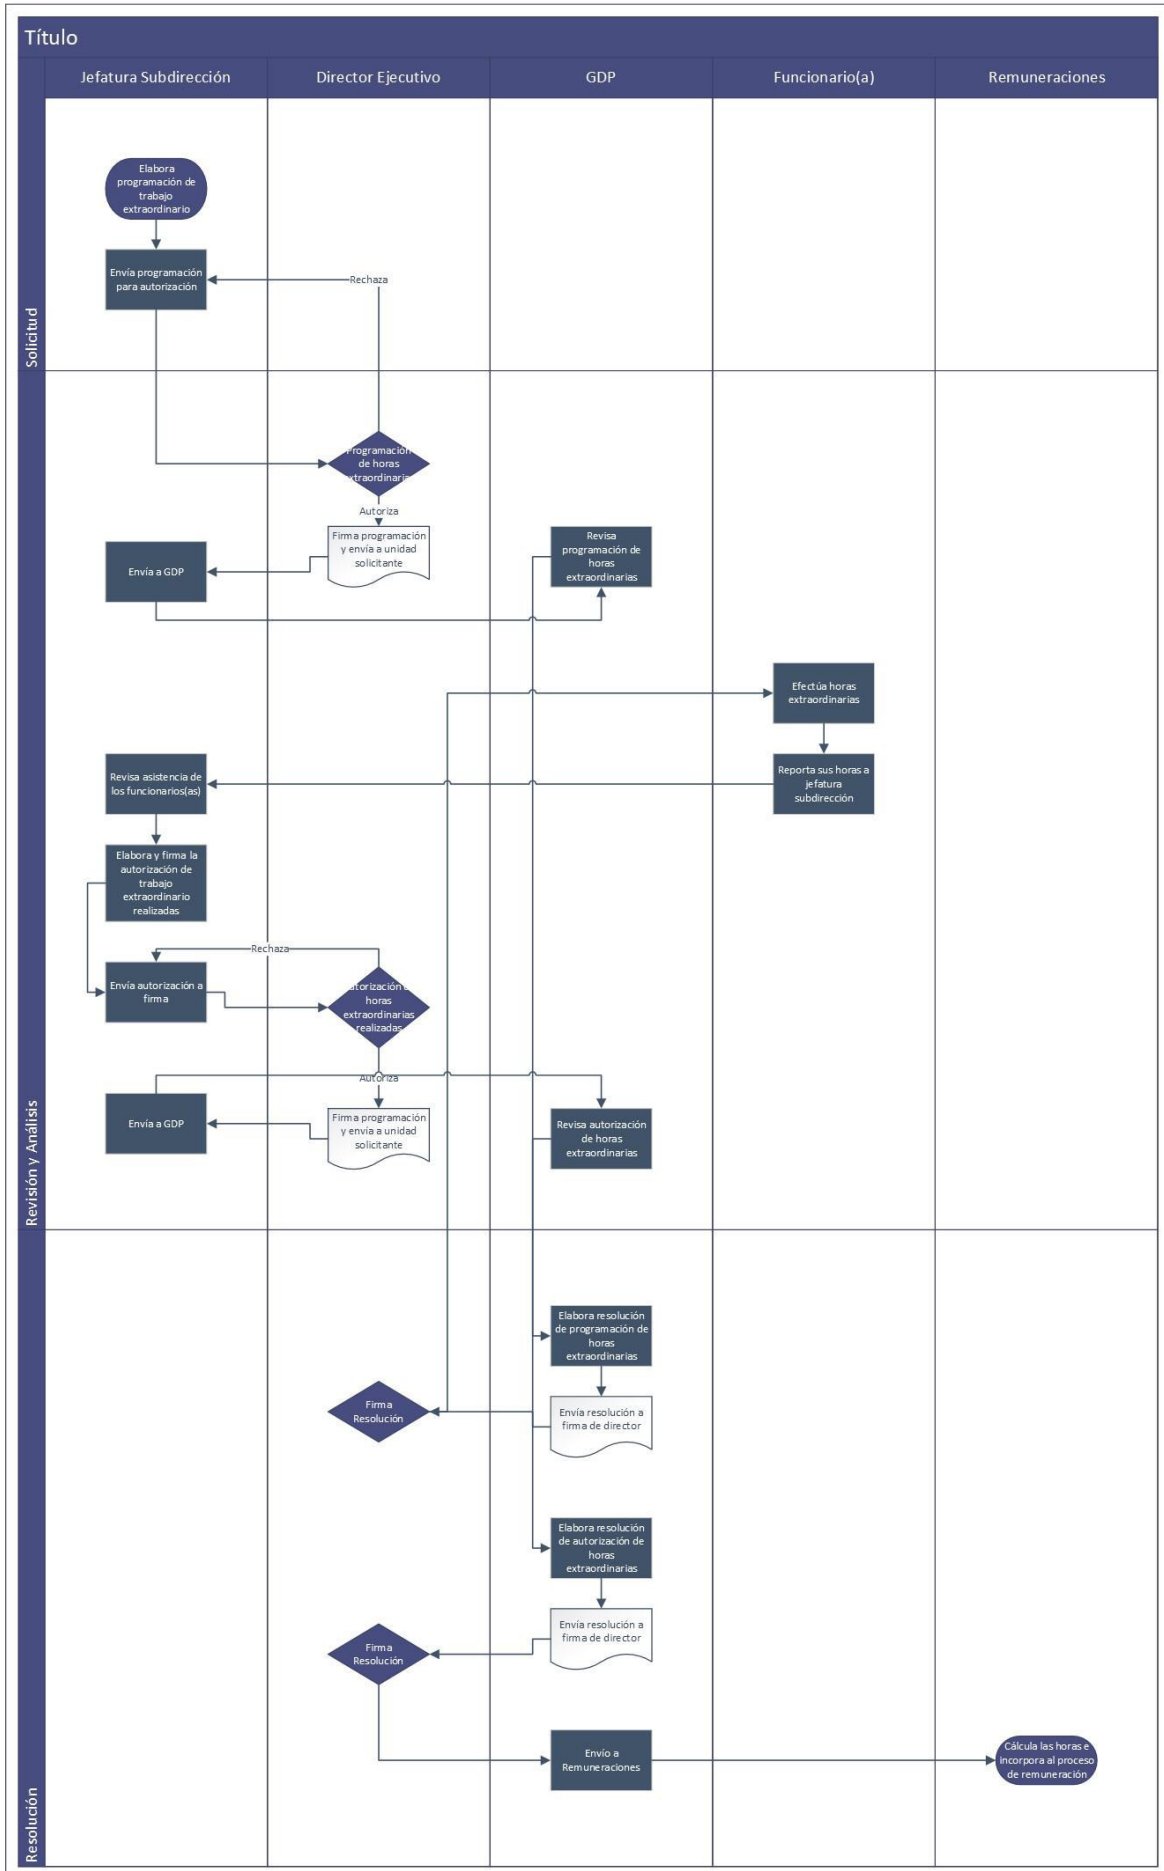 Título
Jefatura Subdirección
Director Ejecutivo
GDP
Funcionario(a)
Remuneraciones
Solicitud
Elabora
programación de
trabajo
extraordinario
Envía programación
para autorización
Rechaza
Revisión y Análisis
Programación
de horas
extraordinaria
Autoriza
Firma programación
y envía a unidad
solicitante
Envía a GDP
Revisa
programación de
horas
extraordinarias
Efectúa horas
extraordinarias
Reporta sus horas a
jefatura
subdirección
Revisa asistencia de
los funcionarios(as)
Elabora y firma la
autorización de
trabajo
extraordinario
realizadas
Rechaza
Envía autorización a
firma
horas
extraordinarias
realizadas
Autoriza
Firma programación
y envía a unidad
solicitante
Envía a GDP
Revisa autorización
de horas
extraordinarias
Resolución
Elabora resolución
de programación de
horas
extraordinarias
Envía resolución a
firma de director
Firma
Resolución
Elabora resolución
de autorización de
horas
extraordinarias
Envía resolución a
firma de director
Firma
Resolución
Envío a
Remuneraciones
Cálcula las horas e
incorpora al proceso
de remuneración